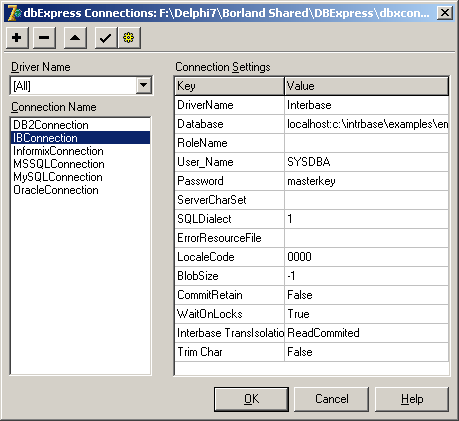 dbExpress Connections: F:\Delphi7\Borland Shared\DBExpress\dbxcon...
Driver Name
[All]
Connection Name
DB2Connection
IBConnection
InformixConnection
MSSQLConnection
MySQLConnection
OracleConnection
Connection Settings
Key Value
DriverName Interbase
Database localhost:c:\intrbase\examples\en
RoleName
User_Name SYSDBA
Password masterkey
ServerCharSet
SQLDialect 1
ErrorResourceFile
LocaleCode 0000
BlobSize -1
CommitRetain False
WaitOnLocks True
Interbase TransIsolatio ReadCommited
Trim Char False
OK Cancel Help